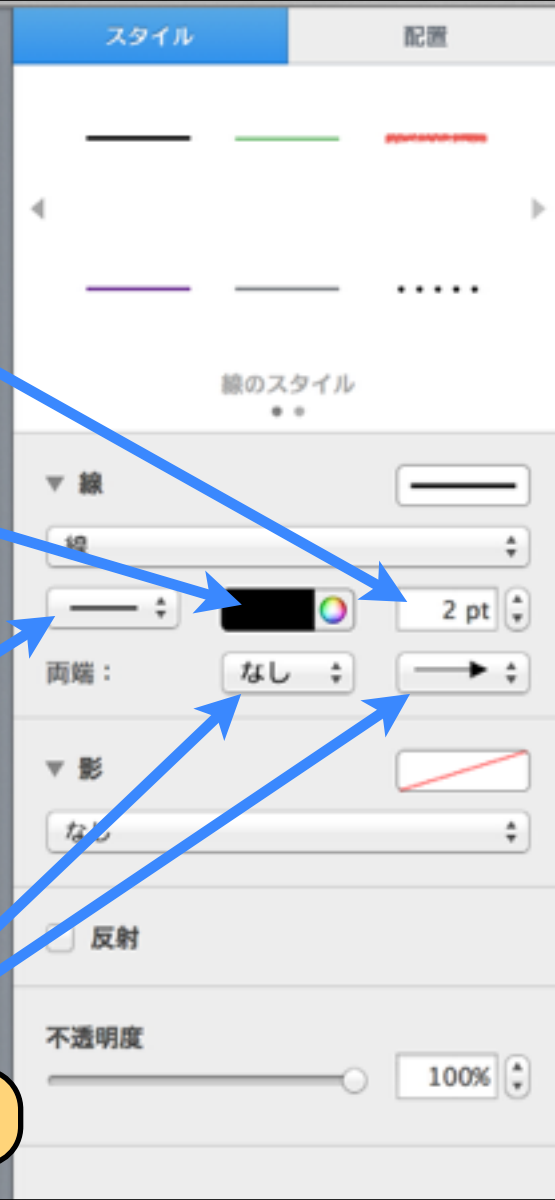 スタイル 配置
線のスタイル
線
線
2 pt
両端： なし
影
なし
反射
不透明度
100%